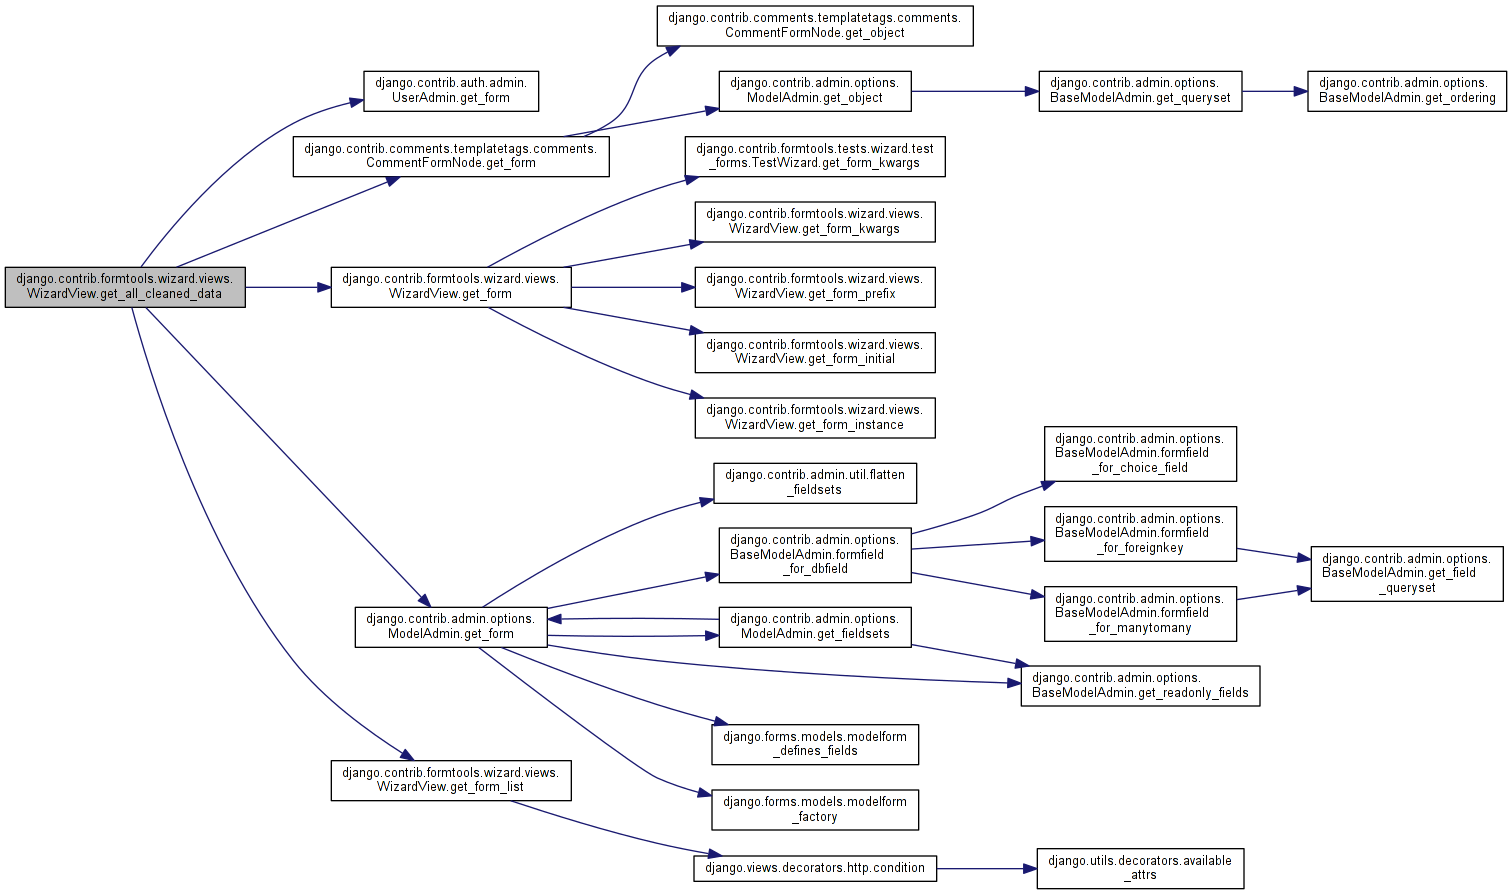 django.contrib.comments.templatetags.comments.
CommentFormNode.get_object
django.contrib.auth.admin.
UserAdmin.get_form
django.contrib.admin.options.
ModelAdmin.get_object
django.contrib.admin.options.
BaseModelAdmin.get_queryset
django.contrib.admin.options.
BaseModelAdmin.get_ordering
django.contrib.comments.templatetags.comments.
CommentFormNode.get_form
django.contrib.formtools.tests.wizard.test
_forms.TestWizard.get_form_kwargs
django.contrib.formtools.wizard.views.
WizardView.get_form_kwargs
django.contrib.formtools.wizard.views.
WizardView.get_all_cleaned_data
django.contrib.formtools.wizard.views.
WizardView.get_form
django.contrib.formtools.wizard.views.
WizardView.get_form_prefix
django.contrib.formtools.wizard.views.
WizardView.get_form_initial
django.contrib.formtools.wizard.views.
WizardView.get_form_instance
django.contrib.admin.util.flatten
_fieldsets
django.contrib.admin.options.
BaseModelAdmin.formfield
_for_choice_field
django.contrib.admin.options.
BaseModelAdmin.formfield
_for_dbfield
django.contrib.admin.options.
BaseModelAdmin.formfield
_for_foreignkey
django.contrib.admin.options.
BaseModelAdmin.get_field
_queryset
django.contrib.admin.options.
BaseModelAdmin.formfield
_for_manytomany
django.contrib.admin.options.
ModelAdmin.get_form
django.contrib.admin.options.
ModelAdmin.get_fieldsets
django.contrib.admin.options.
BaseModelAdmin.get_readonly_fields
django.forms.models.modelform
_defines_fields
django.contrib.formtools.wizard.views.
WizardView.get_form_list
django.forms.models.modelform
_factory
django.views.decorators.http.condition
django.utils.decorators.available
_attrs